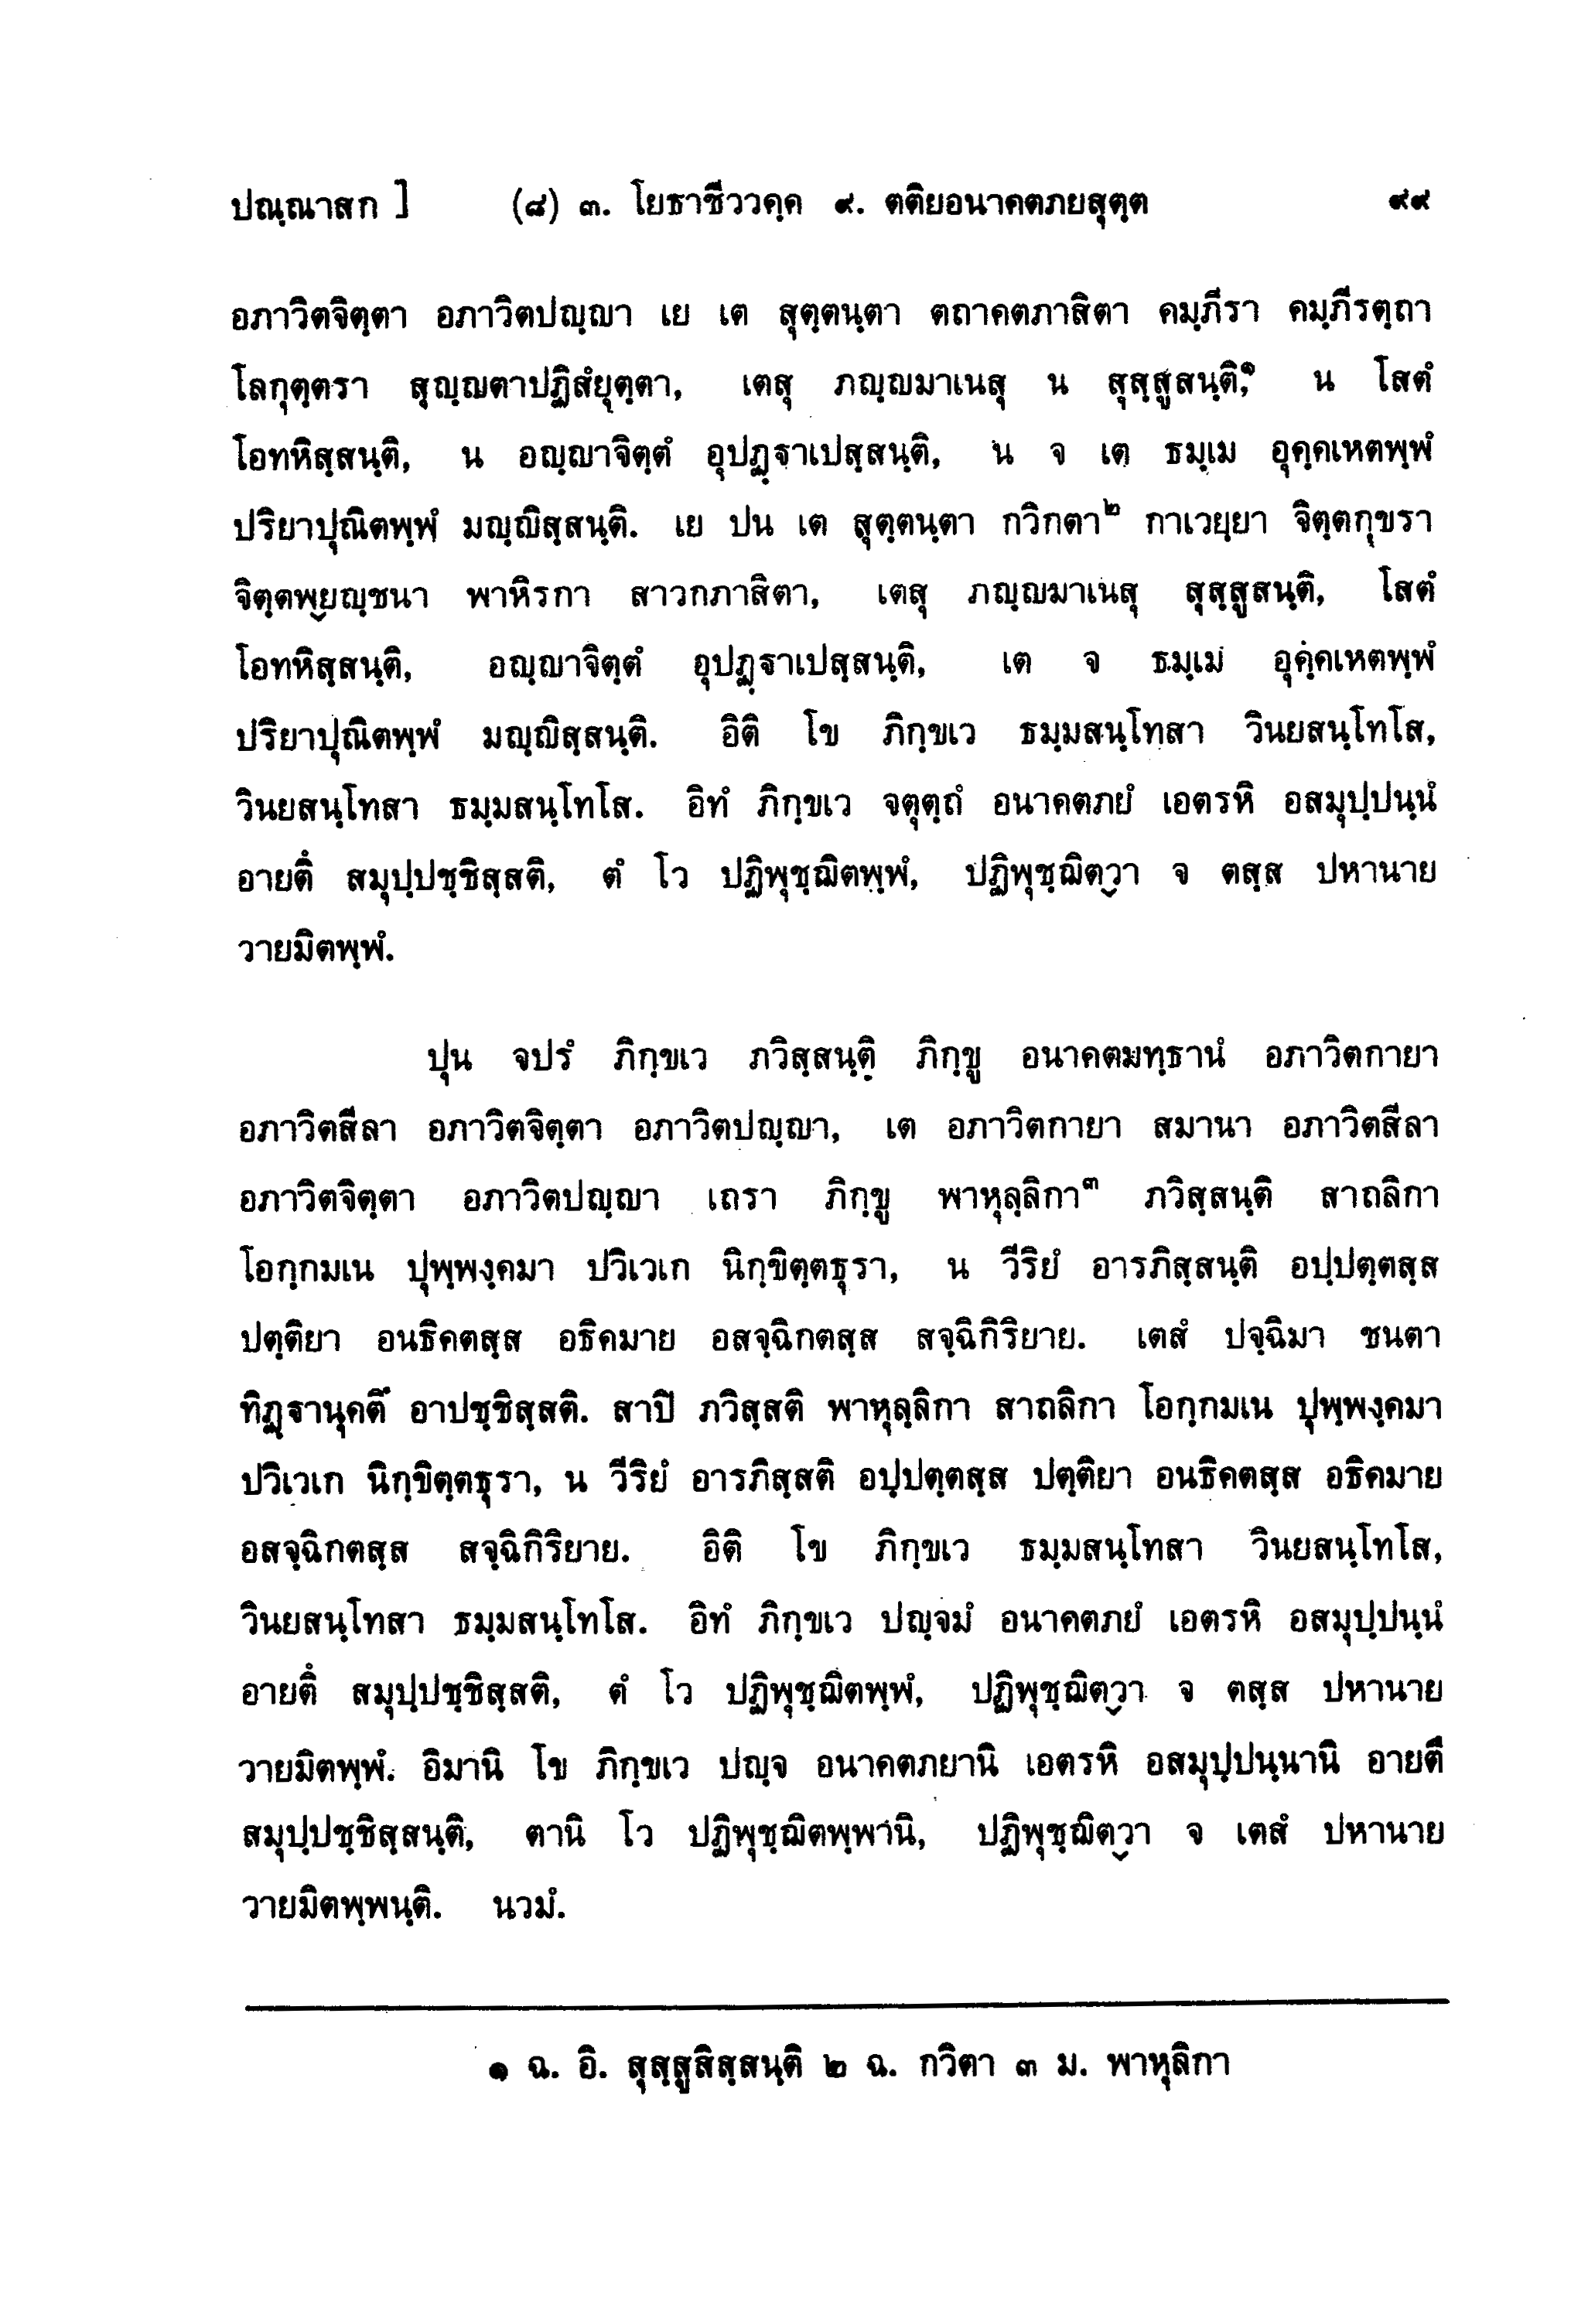 ปณฺณาสก ] (๘) ๓. โยธาชีววคฺค ๙. ตติยอนาคตภยสุตฺต ๙๙
อภาวิตจิตฺตา อภาวิตปญฺญา เย เต สุตฺตนฺตา ตถาคตภาสิตา คมฺภีรา คมฺภีรตฺถา
โลกุตฺตรา สุญฺญตาปฏิสํยุตฺตา, เตสุ ภญฺญมาเนสุ น สุสฺสูสนฺติ,๑ น โสตํ
โอทหิสฺสนฺติ, น อญฺญาจิตฺตํ อุปฏฺฐาเปสฺสนฺติ, น จ เต ธมฺเม อุคฺคเหตพฺพํ
ปริยาปุณิตพฺพํ มญฺญิสฺสนฺติ. เย ปน เต สุตฺตนฺตา กวิกตา๒ กาเวยฺยา จิตฺตกฺขรา
จิตฺตพฺยญฺชนา พาหิรกา สาวกภาสิตา, เตสุ ภญฺญมาเนสุ สุสฺสูสนฺติ, โสตํ
โอทหิสฺสนฺติ, อญฺญาจิตฺตํ อุปฏฺฐาเปสฺสนฺติ, เต จ ธมฺเม อุคฺคเหตพฺพํ
ปริยาปุณิตพฺพํ มญฺญิสฺสนฺติ. อิติ โข ภิกฺขเว ธมฺมสนฺโทสา วินยสนฺโทโส,
วินยสนฺโทสา ธมฺมสนฺโทโส. อิทํ ภิกฺขเว จตุตฺถํ อนาคตภยํ เอตรหิ อสมุปฺปนฺนํ
อายตึ สมุปฺปชฺชิสฺสติ, ตํ โว ปฏิพุชฺฌิตพฺพํ, ปฏิพุชฺฌิตฺวา จ ตสฺส ปหานาย
วายมิตพฺพํ.
ปุน จปรํ ภิกฺขเว ภวิสฺสนฺติ ภิกฺขู อนาคตมทฺธานํ อภาวิตกายา
อภาวิตสีลา อภาวิตจิตฺตา อภาวิตปญฺญา, เต อภาวิตกายา สมานา อภาวิตสีลา
อภาวิตจิตฺตา อภาวิตปญฺญา เถรา ภิกฺขู พาหุลฺลิกา๓ ภวิสฺสนฺติ สาถลิกา
โอกฺกมเน ปุพฺพงฺคมา ปวิเวเก นิกฺขิตฺตธุรา, น วีริยํ อารภิสฺสนฺติ อปฺปตฺตสฺส
ปตฺติยา อนธิคตสฺส อธิคมาย อสจฺฉิกตสฺส สจฺฉิกิริยาย. เตสํ ปจฺฉิมา ชนตา
ทิฏฺฐานุคตึ อาปชฺชิสฺสติ. สาปิ ภวิสฺสติ พาหุลฺลิกา สาถลิกา โอกฺกมเน ปุพฺพงฺคมา
ปวิเวเก นิกฺขิตฺตธุรา, น วีริยํ อารภิสฺสติ อปฺปตฺตสฺส ปตฺติยา อนธิคตสฺส อธิคมาย
อสจฺฉิกตสฺส สจฺฉิกิริยาย. อิติ โข ภิกฺขเว ธมฺมสนฺโทสา วินยสนฺโทโส,
วินยสนฺโทสา ธมฺมสนฺโทโส. อิทํ ภิกฺขเว ปญฺจมํ อนาคตภยํ เอตรหิ อสมุปฺปนฺนํ
อายตึ สมุปฺปชฺชิสฺสติ, ตํ โว ปฏิพุชฺฌิตพฺพํ, ปฏิพุชฺฌิตฺวา จ ตสฺส ปหานาย
วายมิตพฺพํ. อิมานิ โข ภิกฺขเว ปญฺจ อนาคตภยานิ เอตรหิ อสมุปฺปนฺนานิ อายตึ
สมุปฺปชฺชิสฺสนฺติ, ตานิ โว ปฏิพุชฺฌิตพฺพานิ, ปฏิพุชฺฌิตฺวา จ เตสํ ปหานาย
วายมิตพฺพนฺติ. นวมํ.
๑ ฉ. อิ. สุสฺสูสิสฺสนฺติ ๒ ฉ. กวิตา ๓ ม. พาหุลิกา